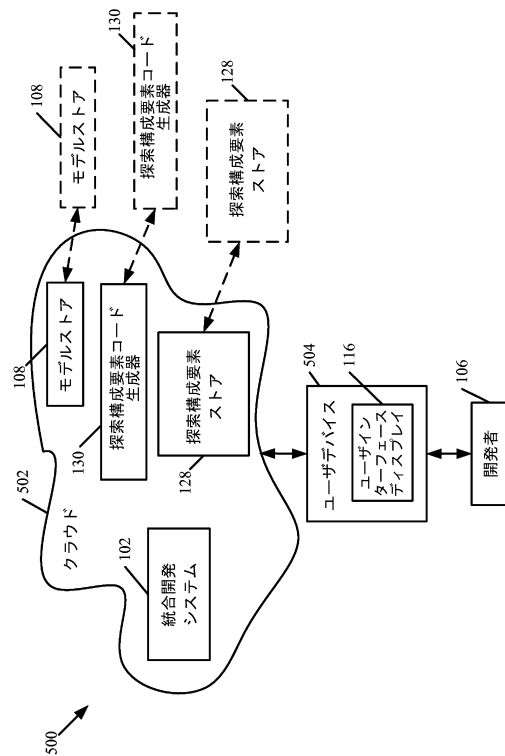 500
502
クラウド
102
統合開発
システム
108
モデルストア
130
探索構成要素コード
生成器
128
探索構成要素
ストア
108
モデルストア
130
探索構成要素コード
生成器
128
探索構成要素
ストア
504
ユーザデバイス
116
ユーザイン
ターフェース
ディスプレイ
106
開発者